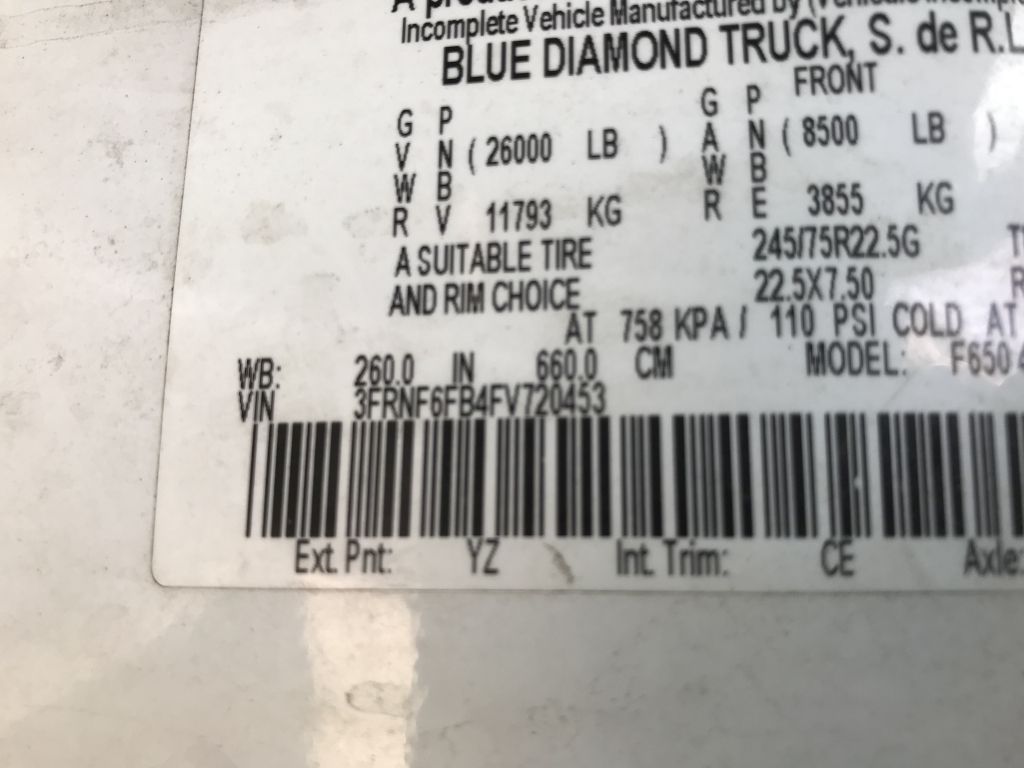 A
Incomplete Vehicle Manufactured by
BLUE DIAMOND TRUCK, S. de R.L
FRONT
G P G P
V N ( 26000 LB ) A N ( 8500 LB )
W B W B
R V 11793 KG R E 3855 KG
A SUITABLE TIRE 245/75R22.5G
AND RIM CHOICE 22.5X7.50
AT 758 KPA / 110 PSI COLD AT
WB: 260.0 IN 660.0 CM MODEL: F650
VIN 3FRNF6FB4FV720453
Ext. Pnt: YZ Int. Trim: CE Axle: